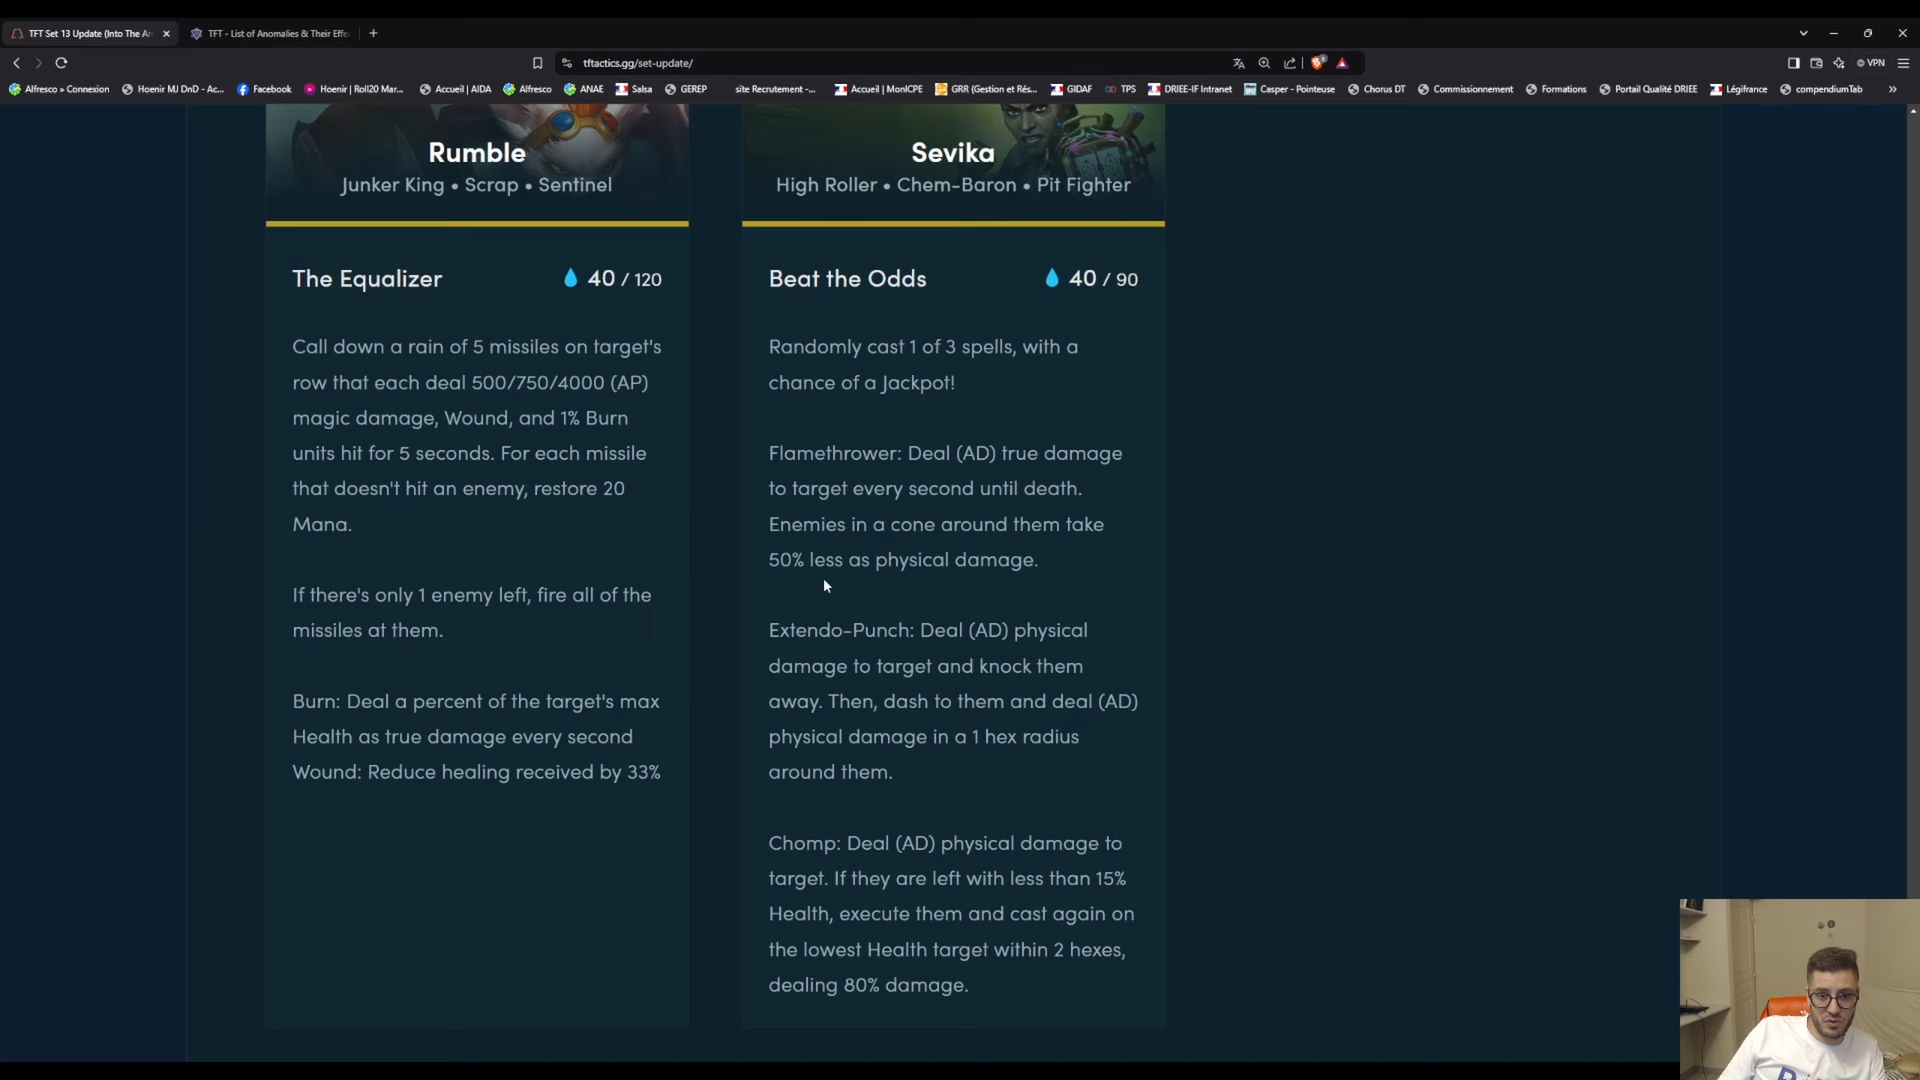 TFT Set 13 Update (Into The Ar
TFT - List of Anomalies & Their Effe
tftactics.gg/set-update/
VPN
Alfresco » Connexion
Hoenir MJ DnD - Ac...
Facebook
Hoenir | Roll20 Mar...
Accueil | AIDA
Alfresco
ANAE
Salsa
GEREP
site Recrutement -...
Accueil | MonICPE
GRR (Gestion et Rés...
GIDAF
TPS
DRIEE-IF Intranet
Casper - Pointeuse
Chorus DT
Commissionnement
Formations
Portail Qualité DRIEE
Légifrance
compendiumTab
Rumble
Junker King • Scrap • Sentinel
The Equalizer
40 / 120
Call down a rain of 5 missiles on target's
row that each deal 500/750/4000 (AP)
magic damage, Wound, and 1% Burn
units hit for 5 seconds. For each missile
that doesn't hit an enemy, restore 20
Mana.
If there's only 1 enemy left, fire all of the
missiles at them.
Burn: Deal a percent of the target's max
Health as true damage every second
Wound: Reduce healing received by 33%
Sevika
High Roller • Chem-Baron • Pit Fighter
Beat the Odds
40 / 90
Randomly cast 1 of 3 spells, with a
chance of a Jackpot!
Flamethrower: Deal (AD) true damage
to target every second until death.
Enemies in a cone around them take
50% less as physical damage.
Extendo-Punch: Deal (AD) physical
damage to target and knock them
away. Then, dash to them and deal (AD)
physical damage in a 1 hex radius
around them.
Chomp: Deal (AD) physical damage to
target. If they are left with less than 15%
Health, execute them and cast again on
the lowest Health target within 2 hexes,
dealing 80% damage.